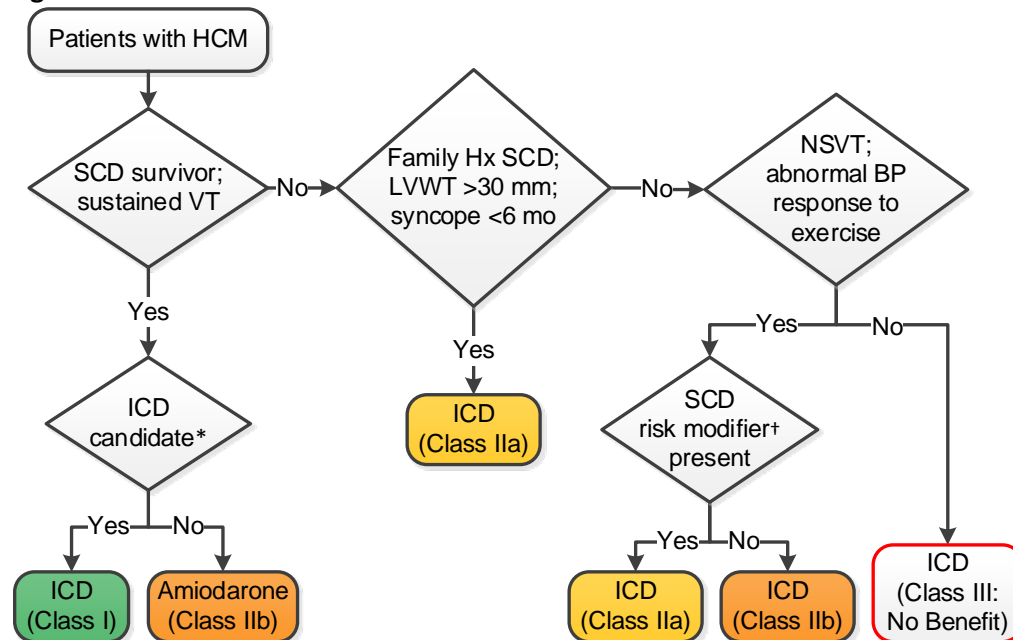 Patients with HCM
SCD survivor;
sustained VT
No
Family Hx SCD;
LVWT >30 mm;
syncope <6 mo
No
NSVT;
abnormal BP
response to
exercise
Yes
Yes
Yes
No
ICD
candidate*
ICD
(Class IIa)
SCD
risk modifier†
present
Yes
No
Yes
No
ICD
(Class I)
Amiodarone
(Class IIb)
ICD
(Class IIa)
ICD
(Class IIb)
ICD
(Class III:
No Benefit)